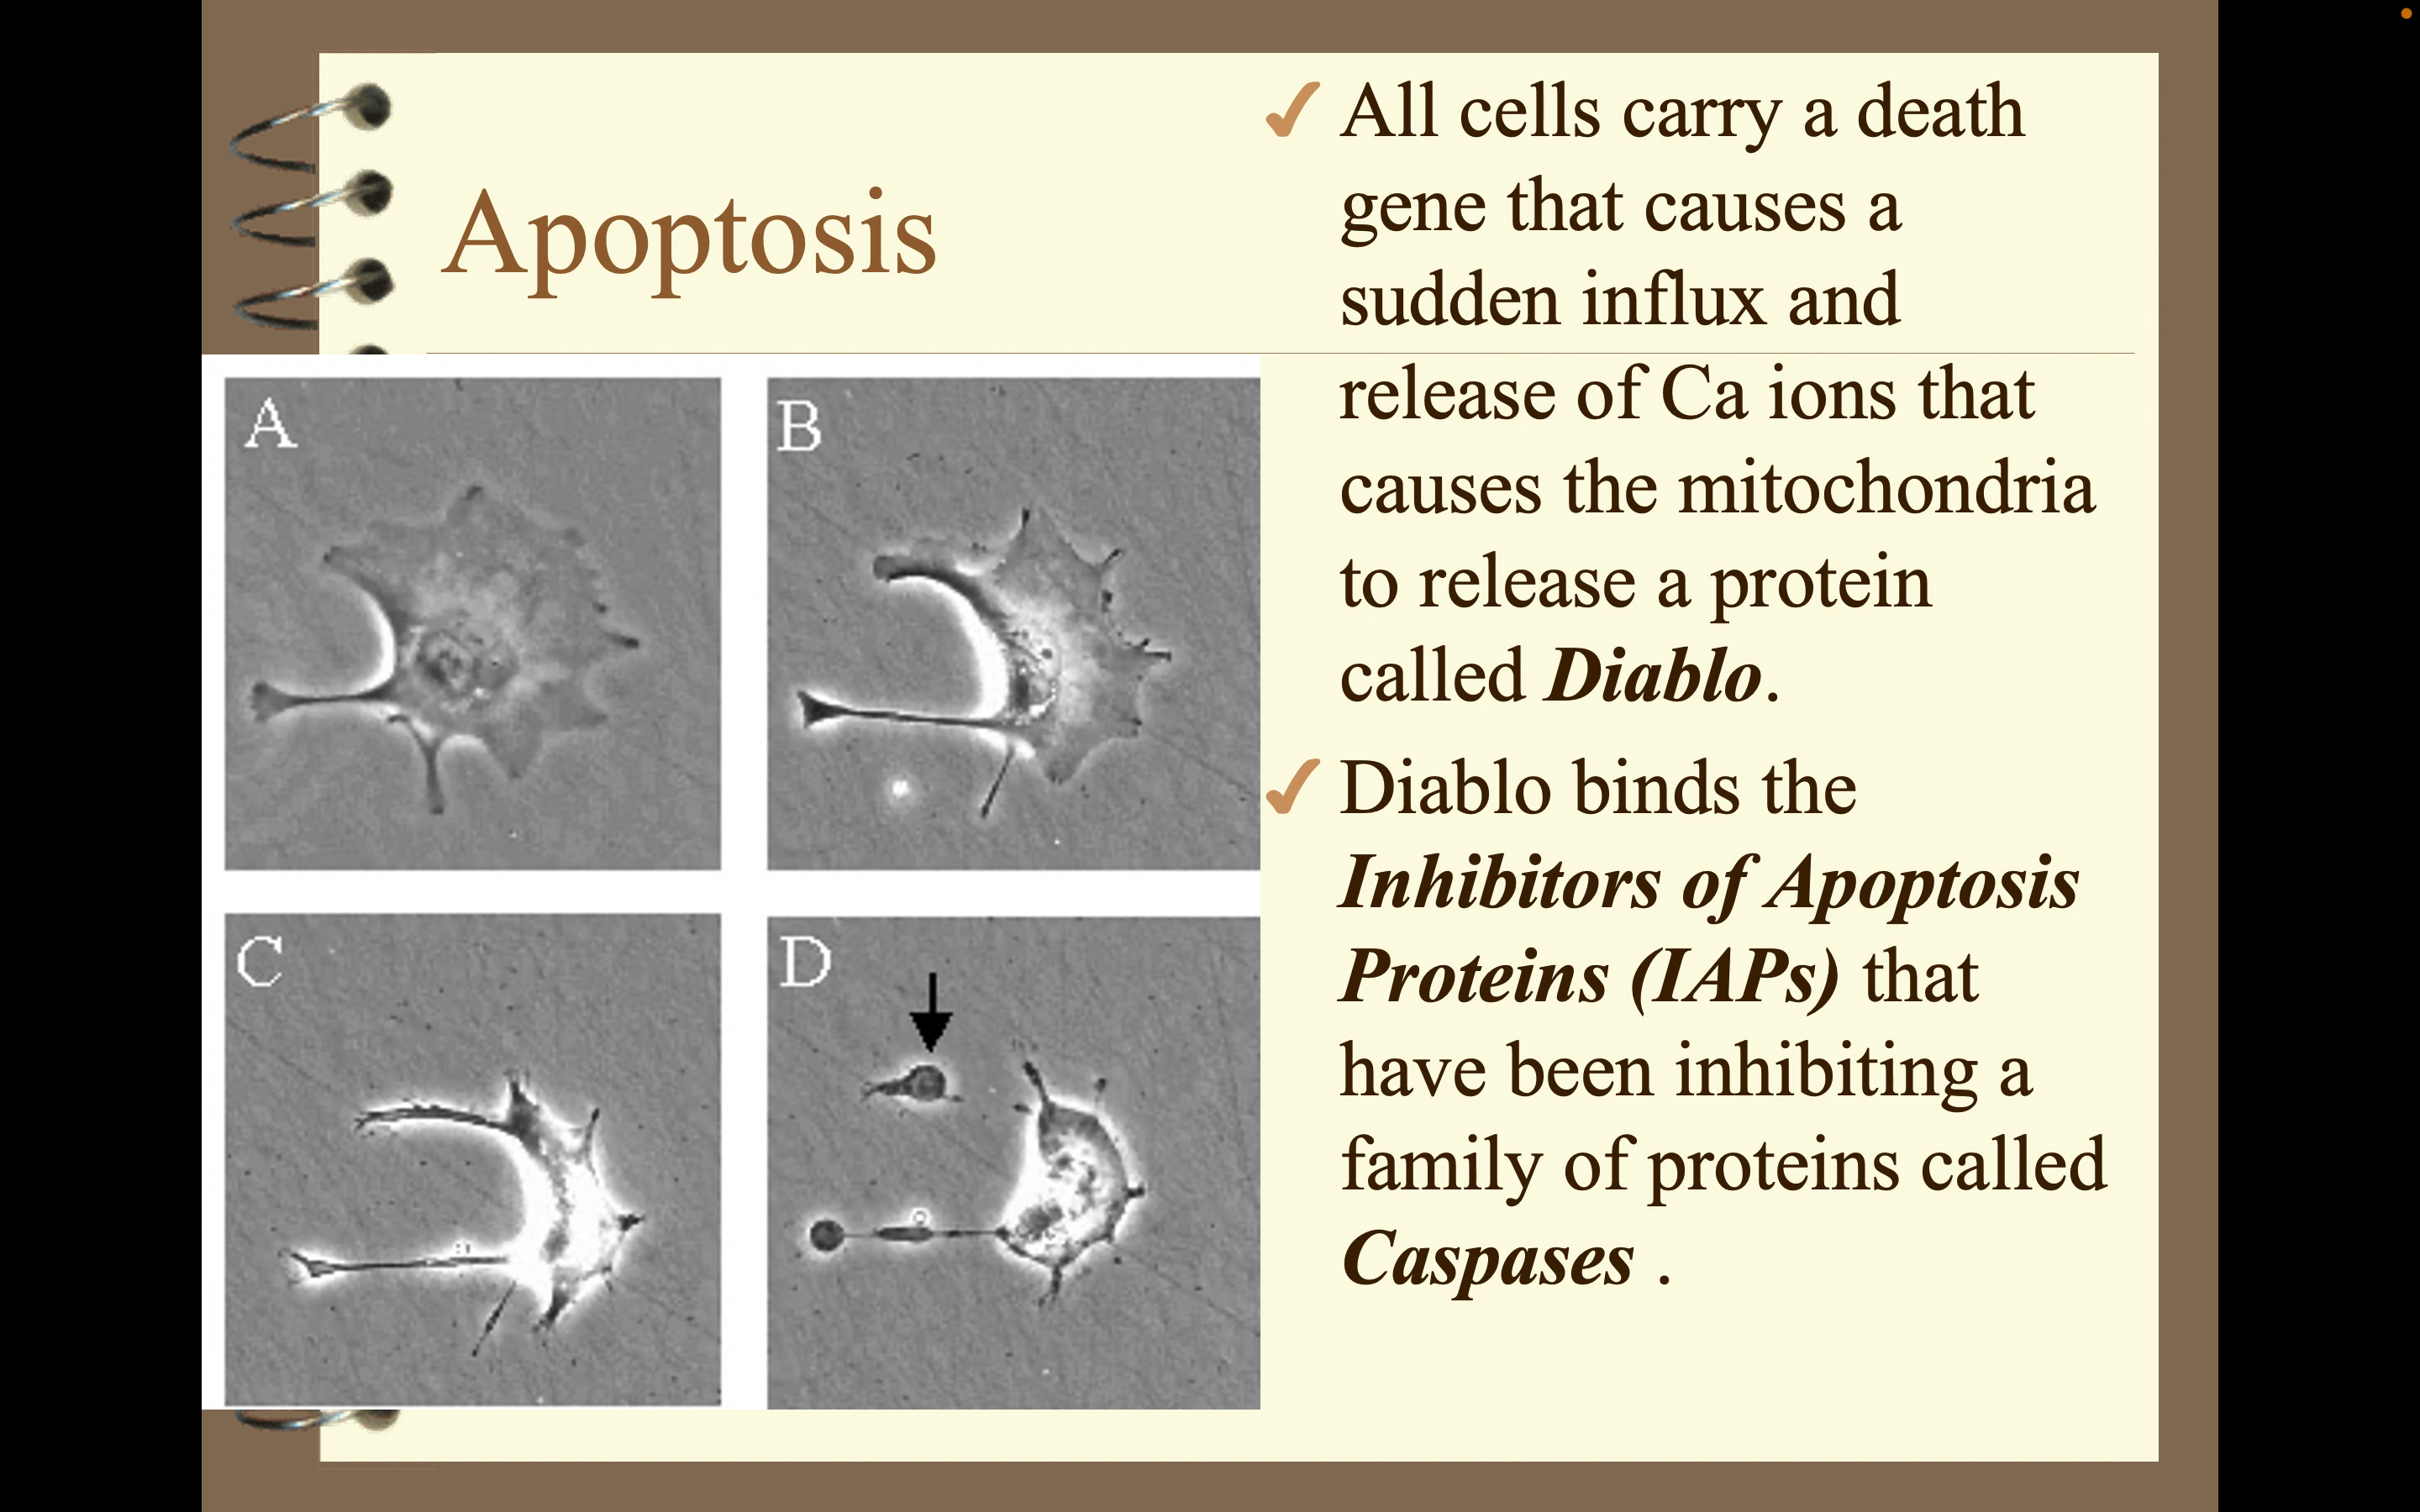 Apoptosis
A
B
C
D
All cells carry a death
gene that causes a
sudden influx and
release of Ca ions that
causes the mitochondria
to release a protein
called Diablo.
Diablo binds the
Inhibitors of Apoptosis
Proteins (IAPs) that
have been inhibiting a
family of proteins called
Caspases .